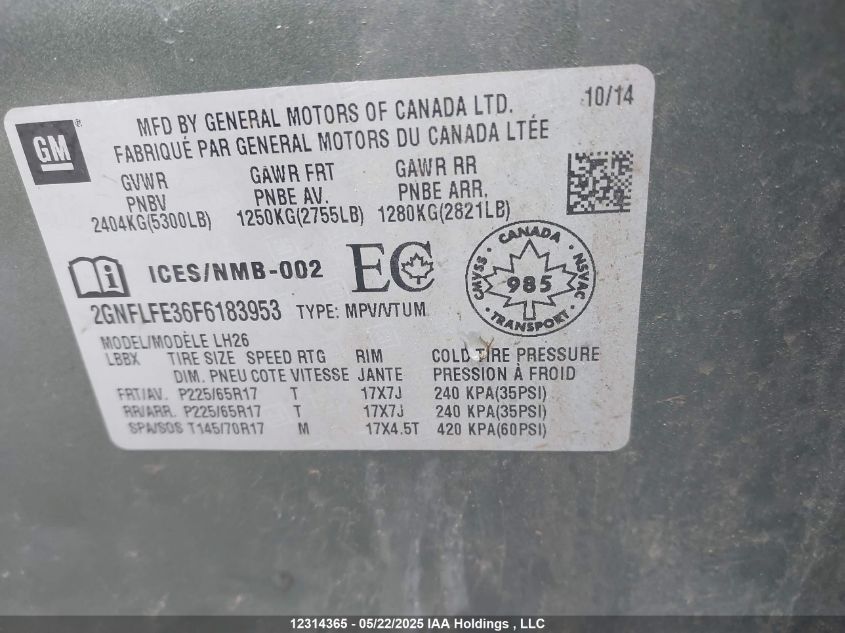 GM
MFD BY GENERAL MOTORS OF CANADA LTD. 10/14
FABRIQUÉ PAR GENERAL MOTORS DU CANADA LTÉE
GVWR GAWR FRT GAWR RR
PNBV PNBE AV. PNBE ARR.
2404KG(5300LB) 1250KG(2755LB) 1280KG(2821LB)
i ICES/NMB-002 EC
CANADA
CMVSS 985 NSVAC
TRANSPORT
2GNFLFE36F6183953 TYPE: MPV/VTUM
MODEL/MODÈLE LH26
LBBX TIRE SIZE SPEED RTG RIM COLD TIRE PRESSURE
DIM. PNEU COTE VITESSE JANTE PRESSION À FROID
FRT/AV. P225/65R17 T 17X7J 240 KPA(35PSI)
RR/ARR. P225/65R17 T 17X7J 240 KPA(35PSI)
SPA/SOS T145/70R17 M 17X4.5T 420 KPA(60PSI)
12314365 - 05/22/2025 IAA Holdings , LLC